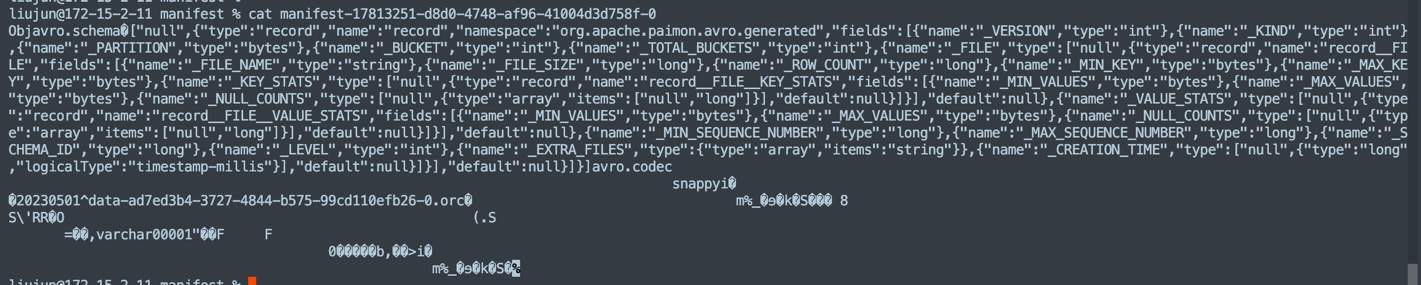 liujun@172-15-2-11 manifest % cat manifest-17813251-d8d0-4748-af96-41004d3d758f-0
Objavro.schema�["null",{"type":"record","name":"record","namespace":"org.apache.paimon.avro.generated","fields":[{"name":"_VERSION","type":"int"},{"name":"_KIND","type":"int"}
,{"name":"_PARTITION","type":"bytes"},{"name":"_BUCKET","type":"int"},{"name":"_TOTAL_BUCKETS","type":"int"},{"name":"_FILE","type":["null",{"type":"record","name":"record__FI
LE","fields":[{"name":"_FILE_NAME","type":"string"},{"name":"_FILE_SIZE","type":"long"},{"name":"_ROW_COUNT","type":"long"},{"name":"_MIN_KEY","type":"bytes"},{"name":"_MAX_KE
Y","type":"bytes"},{"name":"_KEY_STATS","type":["null",{"type":"record","name":"record__FILE__KEY_STATS","fields":[{"name":"_MIN_VALUES","type":"bytes"},{"name":"_MAX_VALUES",
"type":"bytes"},{"name":"_NULL_COUNTS","type":["null",{"type":"array","items":["null","long"]}],"default":null}]}],"default":null},{"name":"_VALUE_STATS","type":["null",{"type
":"record","name":"record__FILE__VALUE_STATS","fields":[{"name":"_MIN_VALUES","type":"bytes"},{"name":"_MAX_VALUES","type":"bytes"},{"name":"_NULL_COUNTS","type":["null",{"typ
e":"array","items":["null","long"]}],"default":null}]}],"default":null},{"name":"_MIN_SEQUENCE_NUMBER","type":"long"},{"name":"_MAX_SEQUENCE_NUMBER","type":"long"},{"name":"_S
CHEMA_ID","type":"long"},{"name":"_LEVEL","type":"int"},{"name":"_EXTRA_FILES","type":{"type":"array","items":"string"}},{"name":"_CREATION_TIME","type":["null",{"type":"long"
,"logicalType":"timestamp-millis"}],"default":null}]}],"default":null}]}]avro.codec
snappyi�
�20230501^data-ad7ed3b4-3727-4844-b575-99cd110efb26-0.orc� m%_�э�k�S��� 8
S\'RR�O (.S
=��,varchar00001"��F F
0�����b,��>i�
m%_�э�k�S�%
liujun@172-15-2-11 manifest %